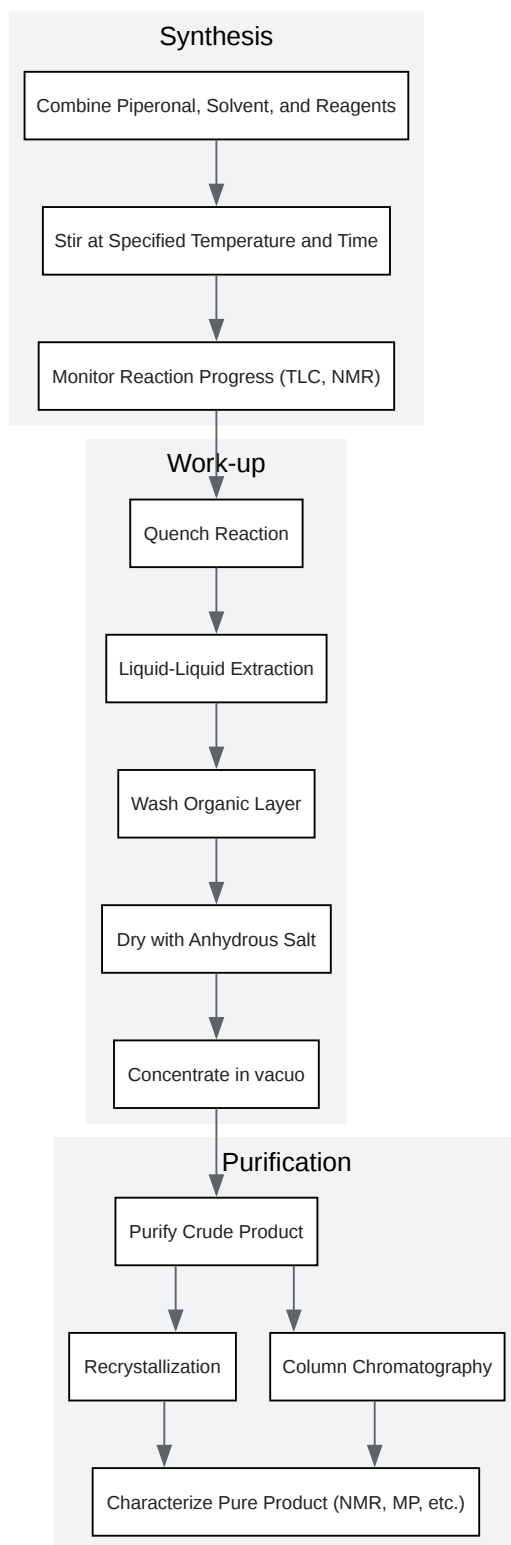 Synthesis
Combine Piperonal, Solvent, and Reagents
Stir at Specified Temperature and Time
Monitor Reaction Progress (TLC, NMR)
Work-up
Quench Reaction
Liquid-Liquid Extraction
Wash Organic Layer
Dry with Anhydrous Salt
Concentrate in vacuo
Purification
Purify Crude Product
Recrystallization
Column Chromatography
Characterize Pure Product (NMR, MP, etc.)